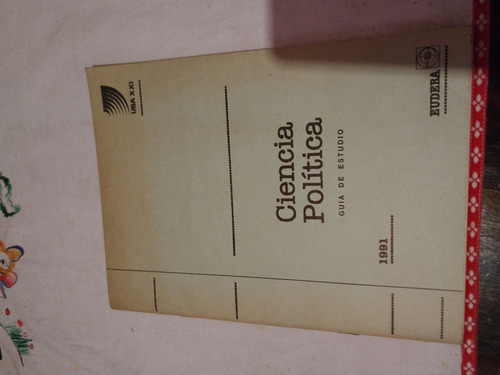 UBA XXI
Ciencia
Política
GUIA DE ESTUDIO
1991
EUDEBA